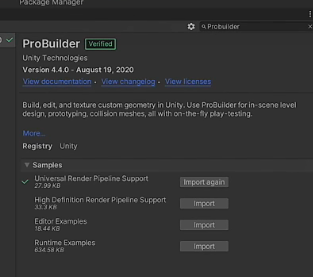 Package Manager
Probuilder
ProBuilder Verified
Unity Technologies
Version 4.4.0 - August 19, 2020
View documentation • View changelog • View licenses
Build, edit, and texture custom geometry in Unity. Use ProBuilder for in-scene level
design, prototyping, collision meshes, all with on-the-fly play-testing.
More...
Registry Unity
Samples
Universal Render Pipeline Support Import again
27.99 KB
High Definition Render Pipeline Support Import
33.3 KB
Editor Examples Import
18.44 KB
Runtime Examples Import
634.58 KB